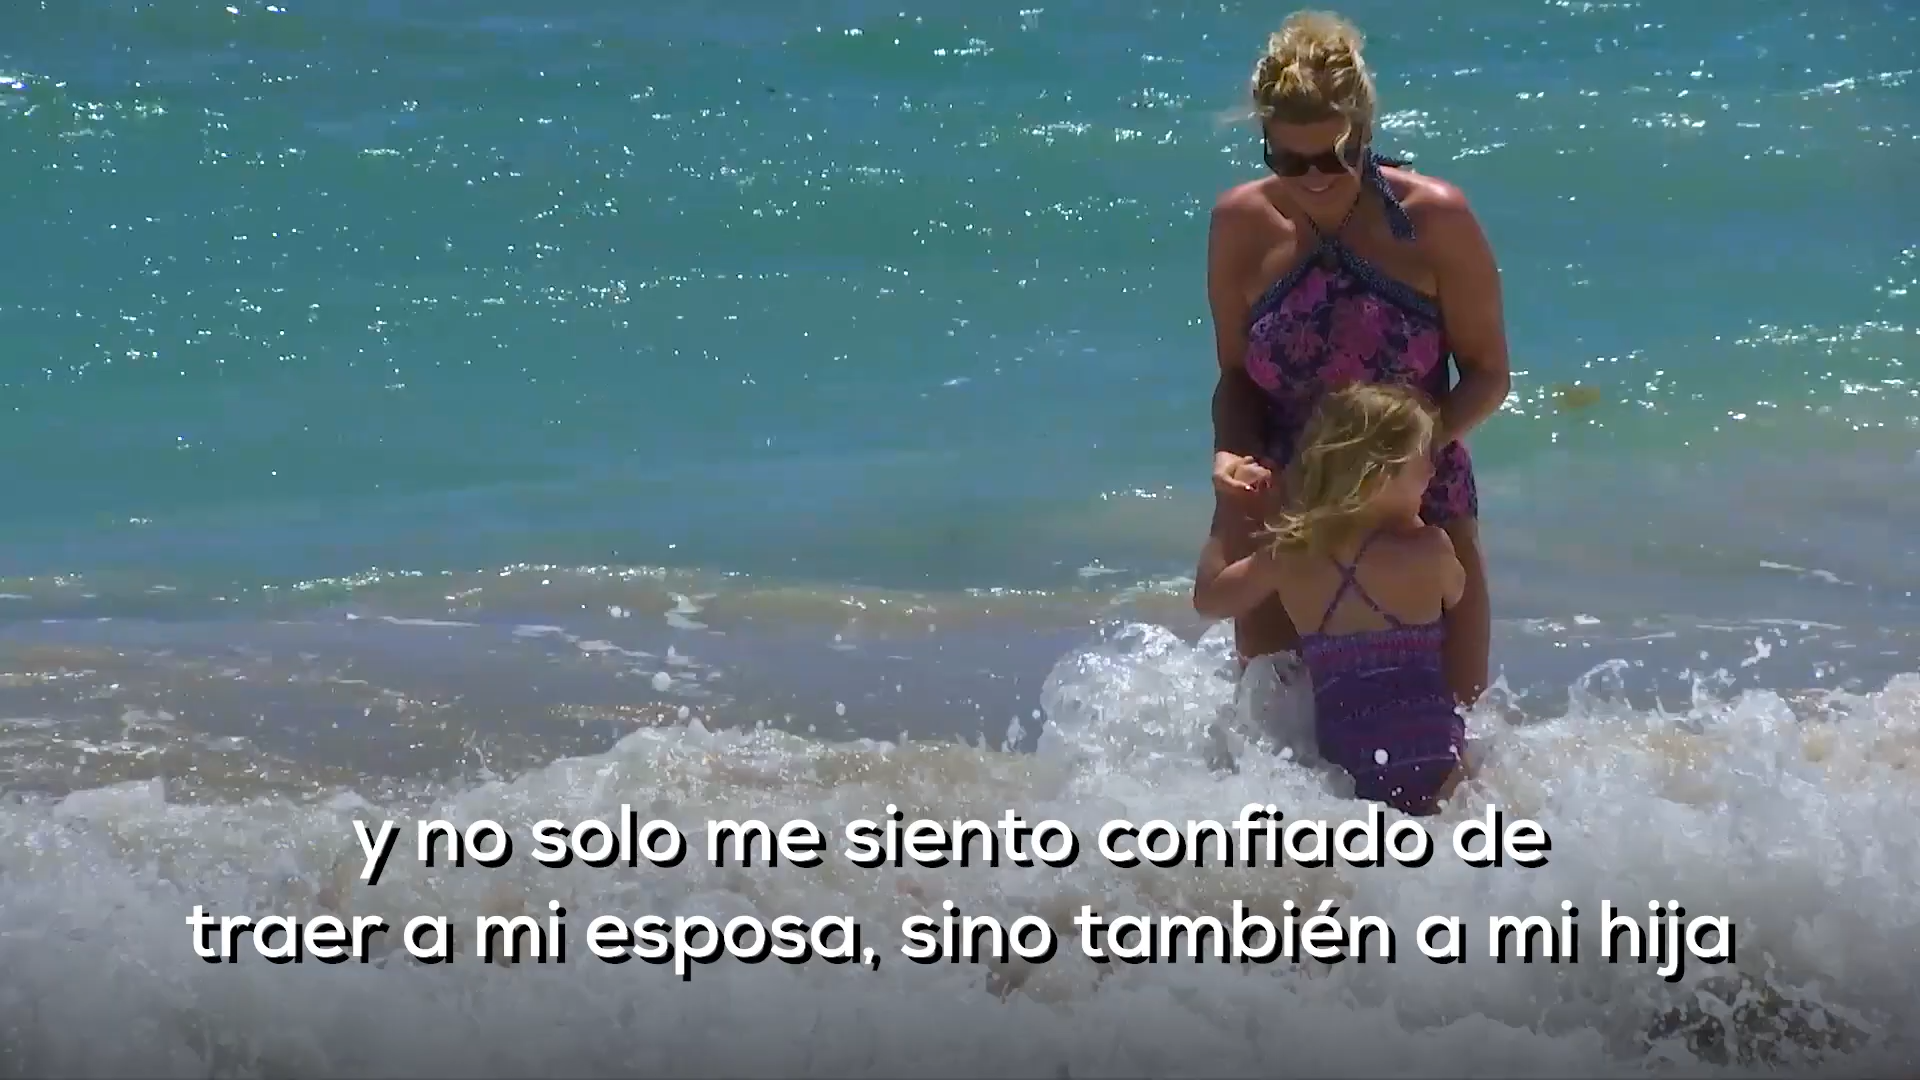 y no solo me siento confiado de
traer a mi esposa, sino también a mi hija